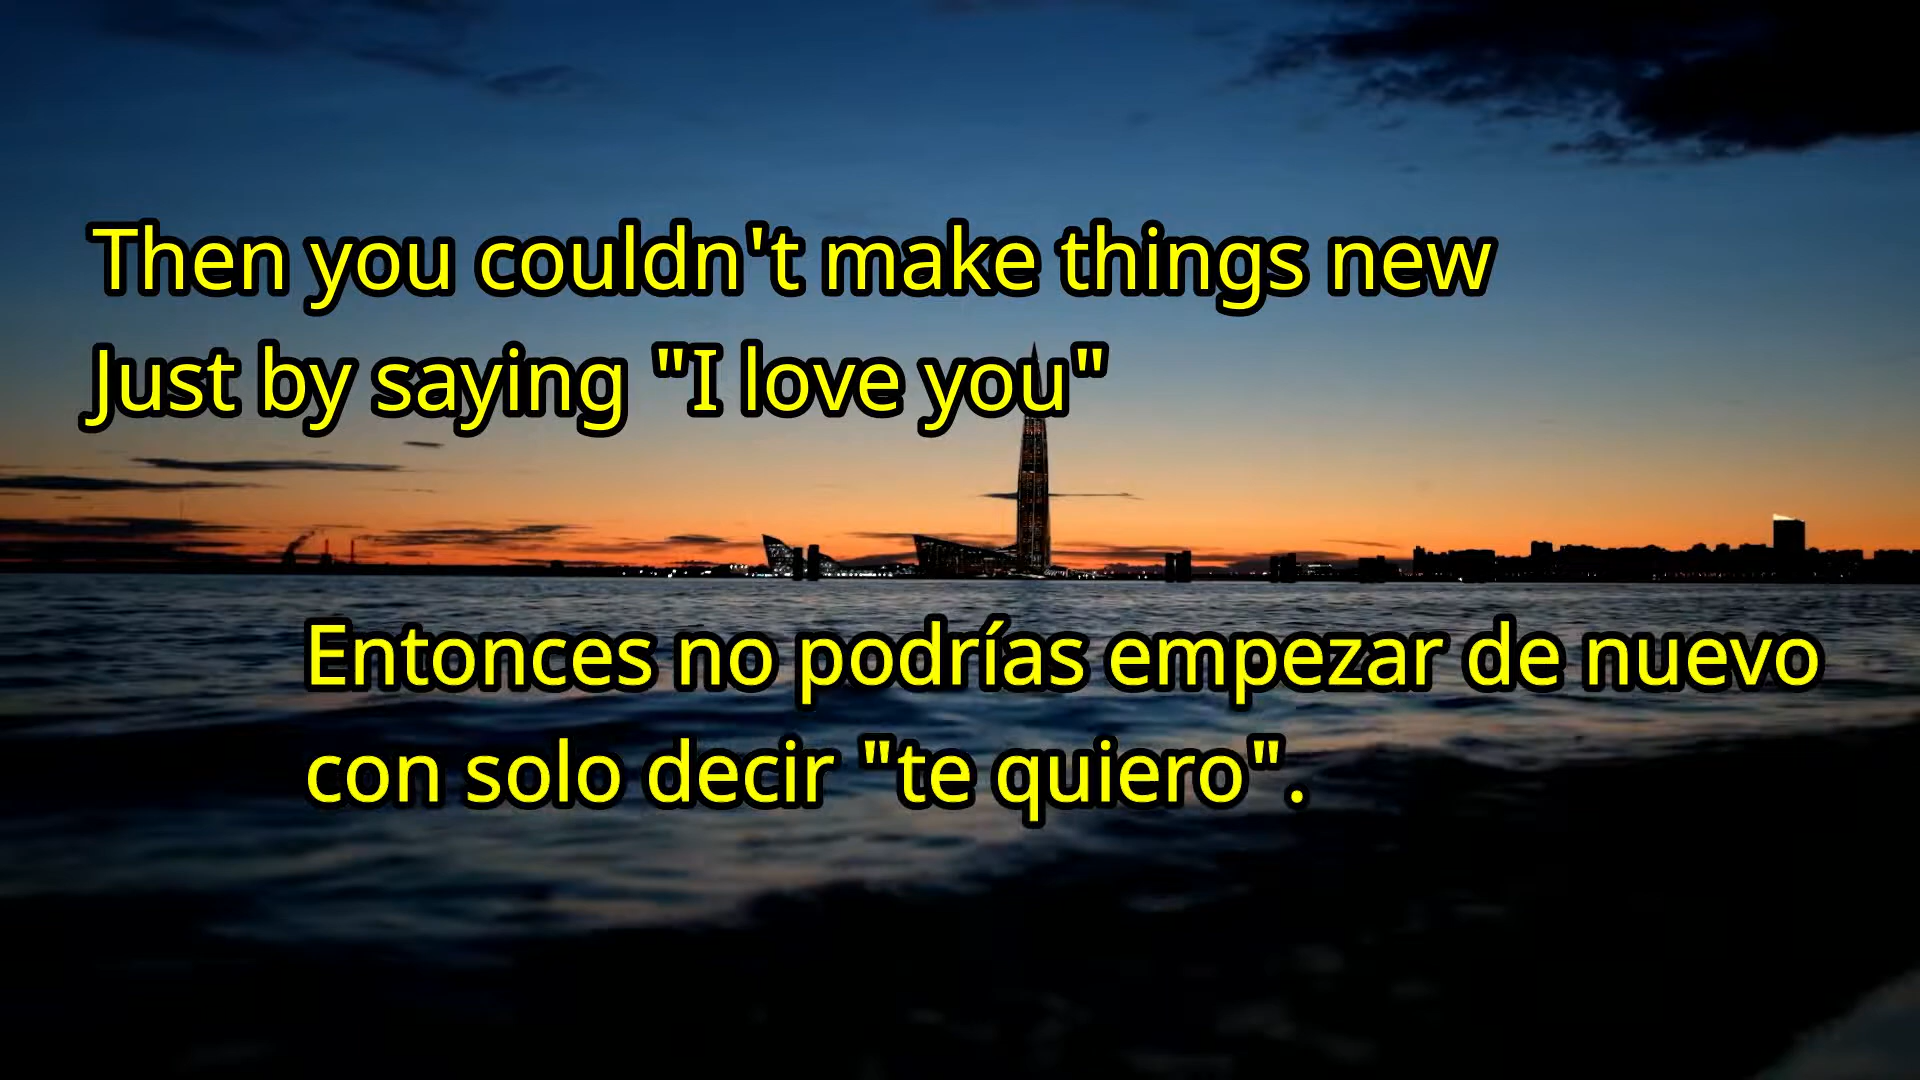 Then you couldn't make things new
Just by saying "I love you"
Entonces no podrías empezar de nuevo
con solo decir "te quiero".